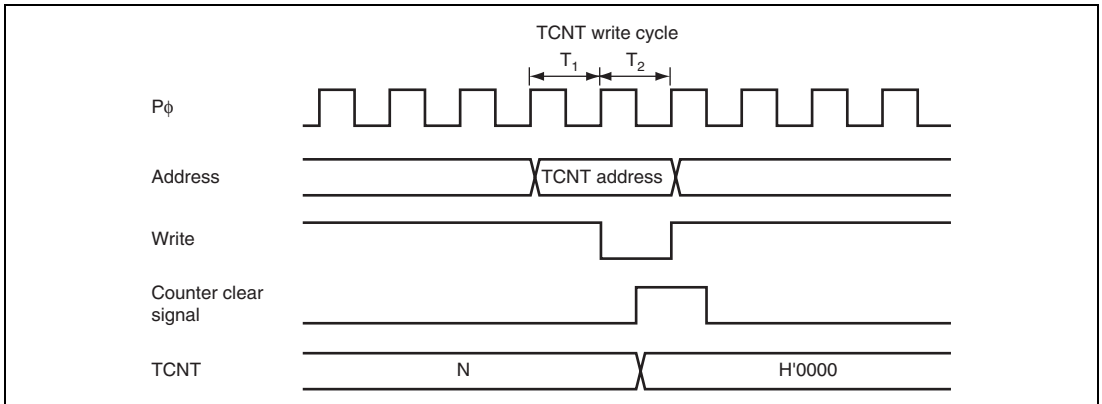 TCNT write cycle
T1 T2
Pϕ
Address
TCNT address
Write
Counter clear
signal
TCNT
N
H'0000